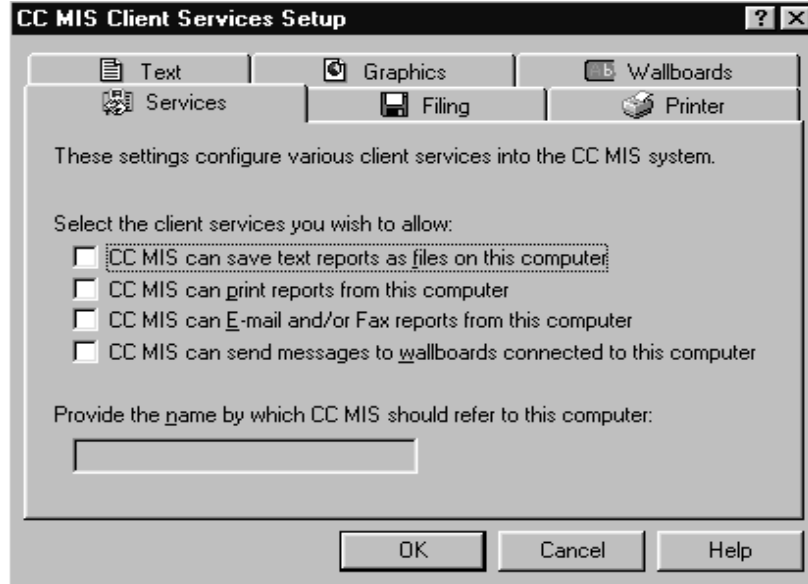 CC MIS Client Services Setup
Text
Graphics
Ab
Wallboards
Services
Filing
Printer
These settings configure various client services into the CC MIS system.
Select the client services you wish to allow:
CC MIS can save text reports as files on this computer
CC MIS can print reports from this computer
CC MIS can E-mail and/or Fax reports from this computer
CC MIS can send messages to wallboards connected to this computer
Provide the name by which CC MIS should refer to this computer:
OK
Cancel
Help